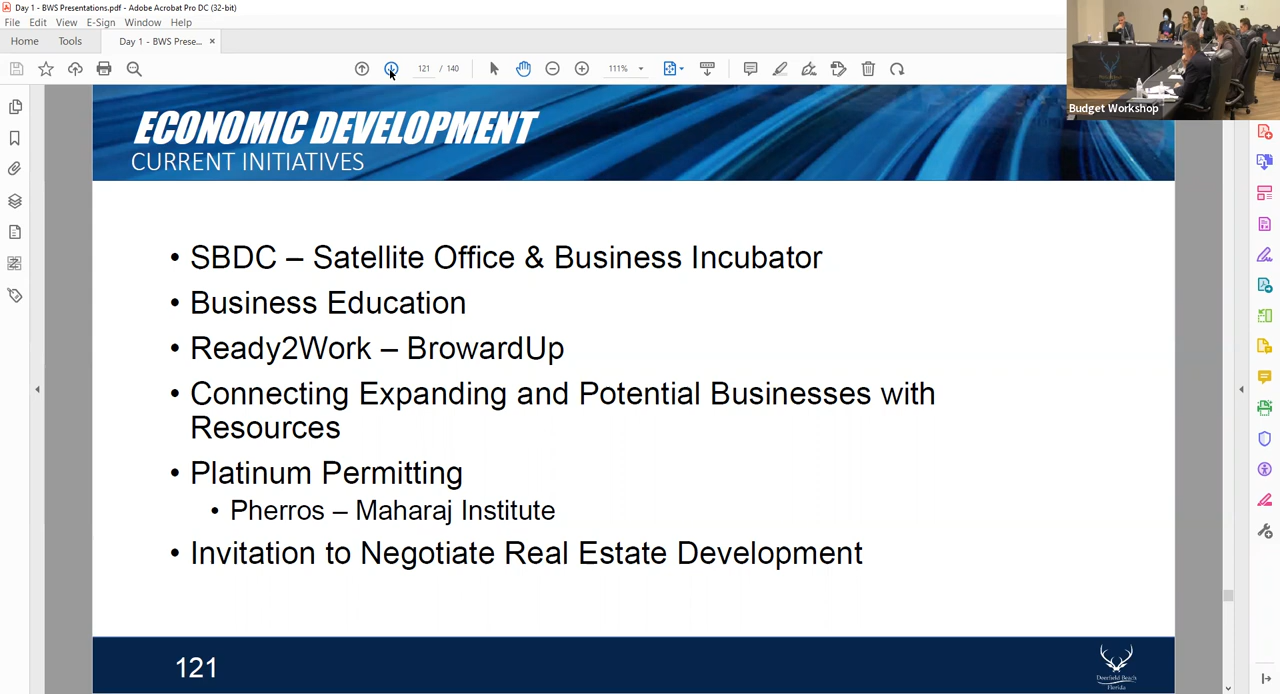 Day 1 - BWS Presentations.pdf - Adobe Acrobat Pro DC (32-bit)
File Edit View E-Sign Window Help
Home Tools Day 1 - BWS Prese... ×
121 / 140 111%
Budget Workshop
ECONOMIC DEVELOPMENT
CURRENT INITIATIVES
• SBDC – Satellite Office & Business Incubator
• Business Education
• Ready2Work – BrowardUp
• Connecting Expanding and Potential Businesses with
Resources
• Platinum Permitting
• Pherros – Maharaj Institute
• Invitation to Negotiate Real Estate Development
121
Deerfield Beach
Florida